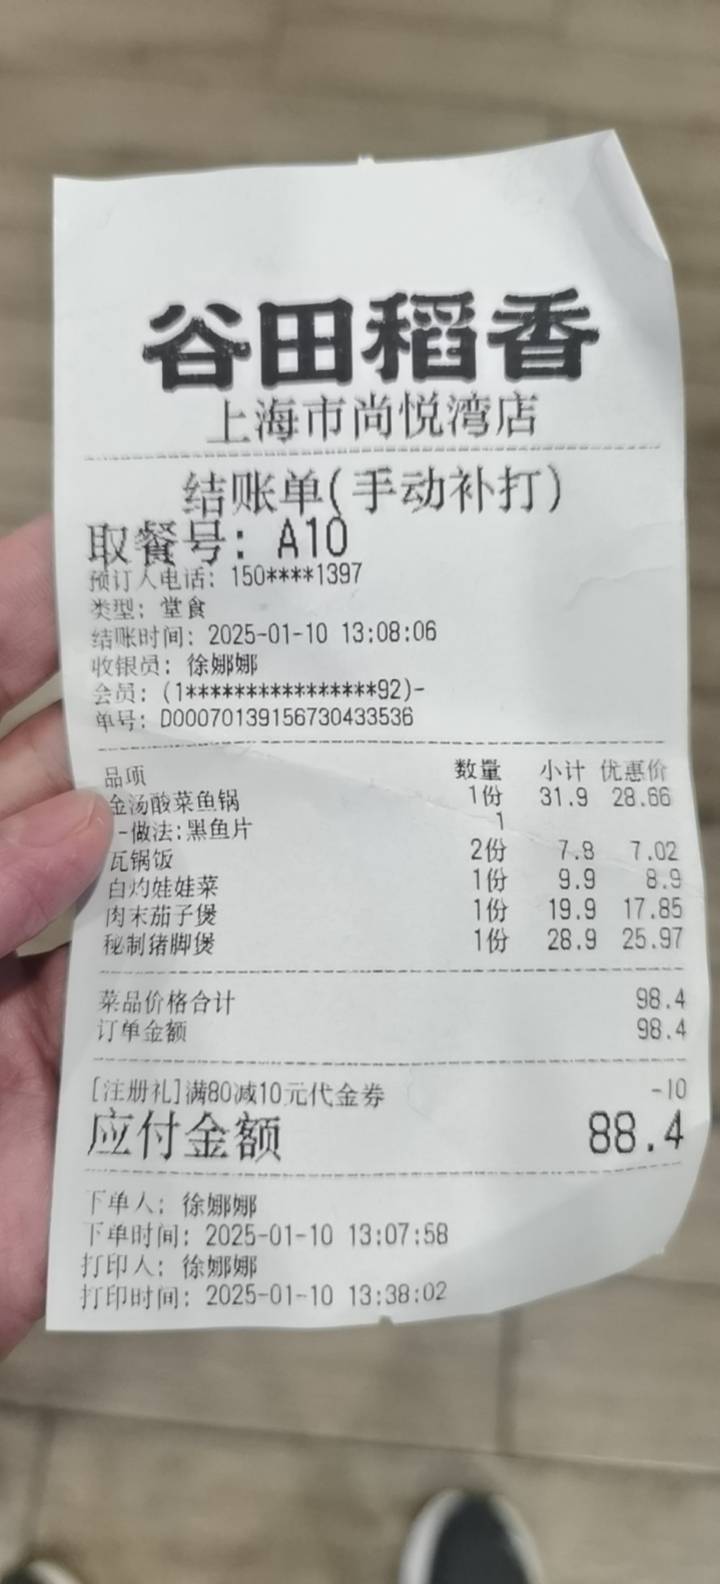 谷田稻香
上海市尚悦湾店
结账单(手动补打)
取餐号: A10
预订人电话: 150****1397
类型: 堂食
结账时间: 2025-01-10 13:08:06
收银员: 徐娜娜
会员: (1*****************92)-
单号: D00070139156730433536
品项 数量 小计 优惠价
金汤酸菜鱼锅 1份 31.9 28.66
-做法:黑鱼片 1
瓦锅饭 2份 7.8 7.02
白灼娃娃菜 1份 9.9 8.9
肉末茄子煲 1份 19.9 17.85
秘制猪脚煲 1份 28.9 25.97
菜品价格合计 98.4
订单金额 98.4
[注册礼]满80减10元代金券 -10
应付金额 88.4
下单人: 徐娜娜
下单时间: 2025-01-10 13:07:58
打印人: 徐娜娜
打印时间: 2025-01-10 13:38:02